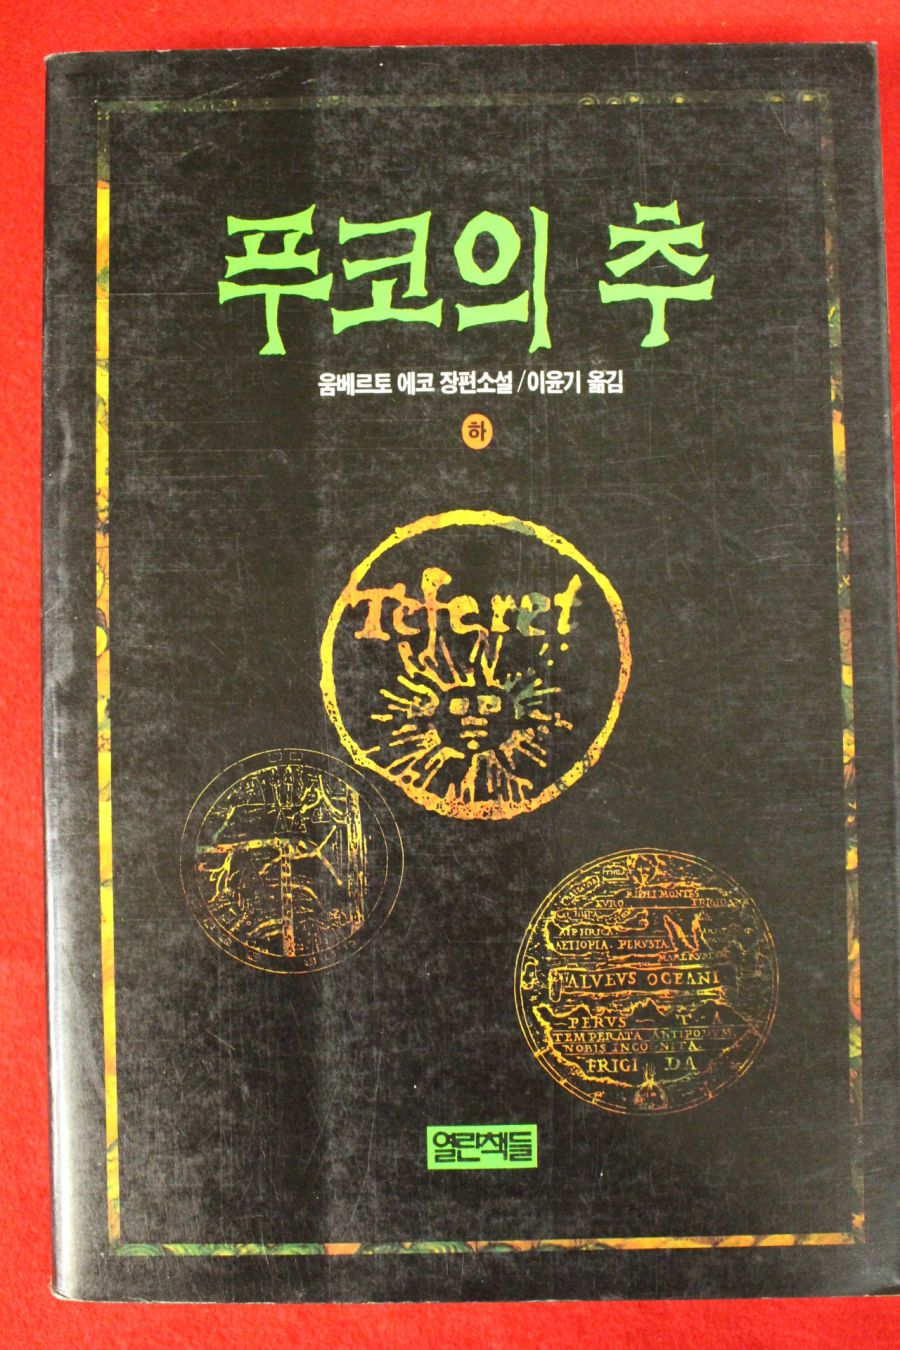 푸코의 추
움베르토 에코 장편소설/이윤기 옮김
하
Teferet
RIPHI MONTES
FRIGIDA
AETIOPIA PERVSTA
ALVEVS OCEANI
PERVS T A
TEMPERATA ANTIPODVM
NOBIS INCOGNITA
FRIGI DA
열린책들